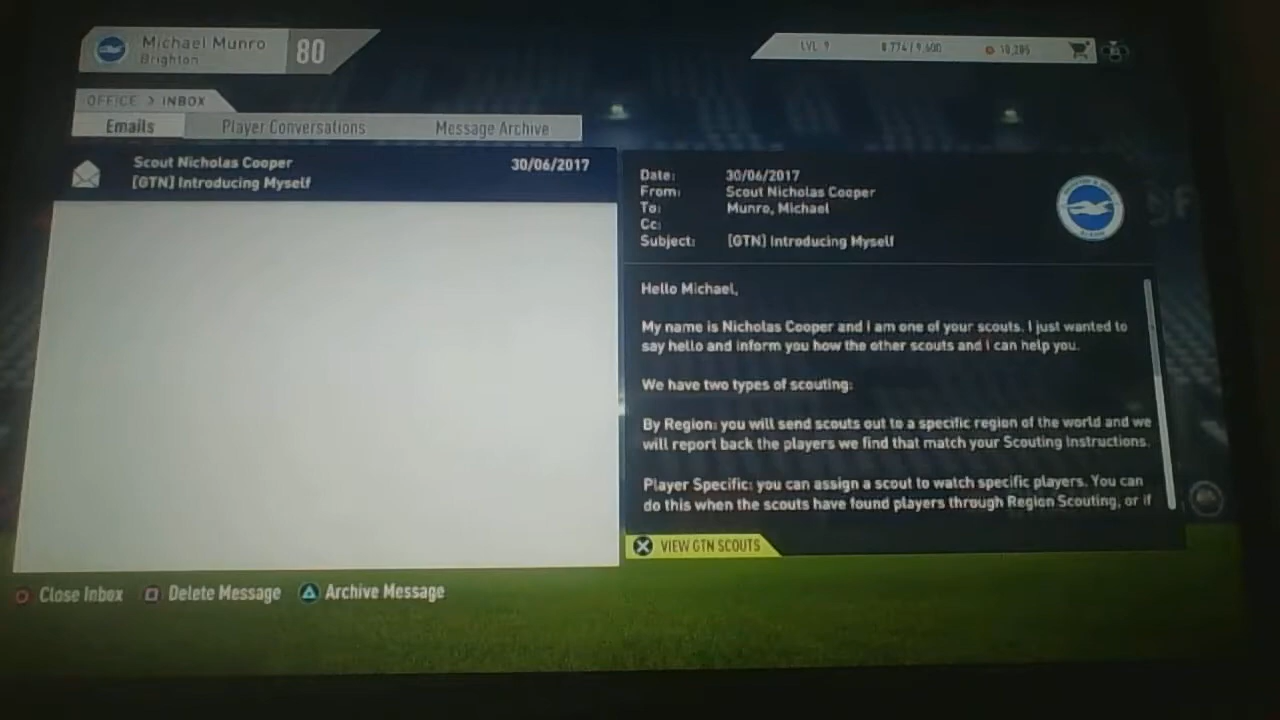 Michael Munro
Brighton
80
LVL 9
8,774 / 9,600
OFFICE > INBOX
Emails
Player Conversations
Message Archive
Scout Nicholas Cooper
30/06/2017
[GTN] Introducing Myself
Date: 30/06/2017
From: Scout Nicholas Cooper
To: Munro, Michael
Cc:
Subject: [GTN] Introducing Myself
Hello Michael,
My name is Nicholas Cooper and I am one of your scouts. I just wanted to
say hello and inform you how the other scouts and I can help you.
We have two types of scouting:
By Region: you will send scouts out to a specific region of the world and we
will report back the players we find that match your Scouting Instructions.
Player Specific: you can assign a scout to watch specific players. You can
do this when the scouts have found players through Region Scouting, or if
VIEW GTN SCOUTS
Close Inbox
Delete Message
Archive Message